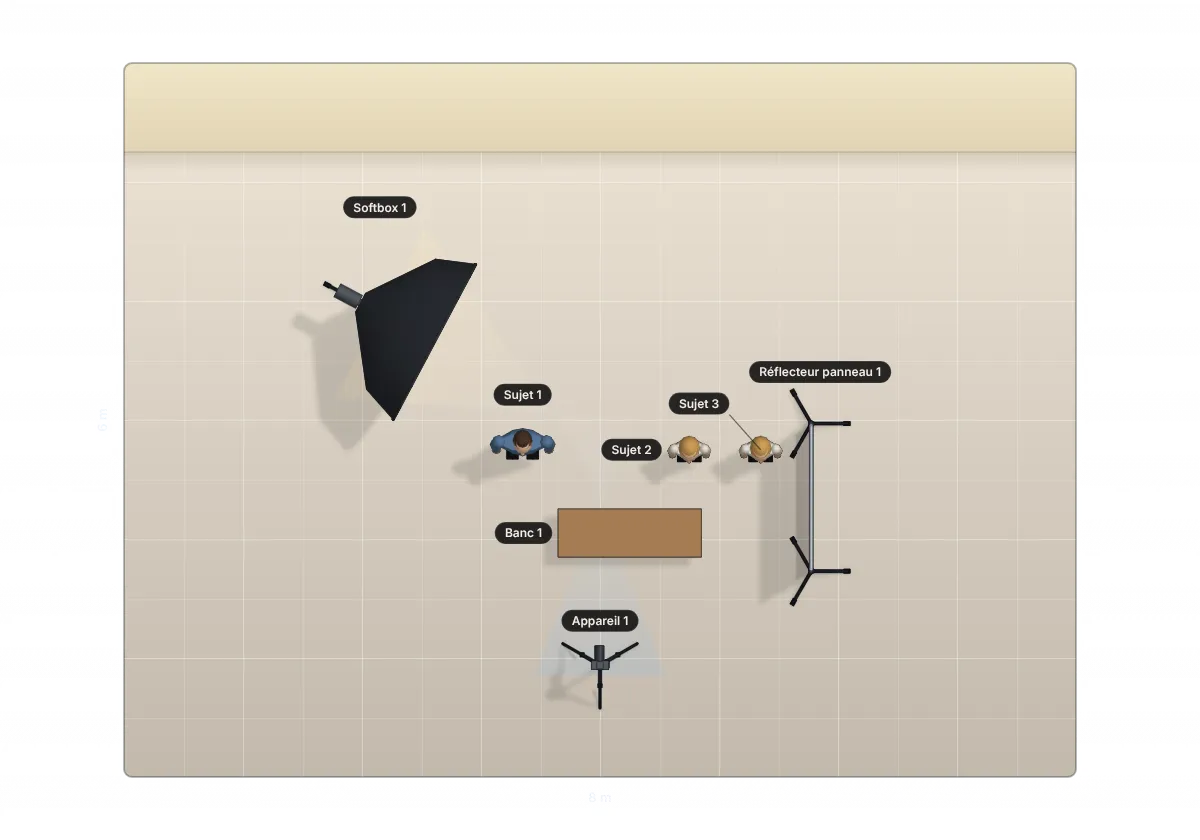 Softbox 1
Réflecteur panneau 1
Sujet 1
Sujet 3
Sujet 2
Banc 1
Appareil 1
6 m